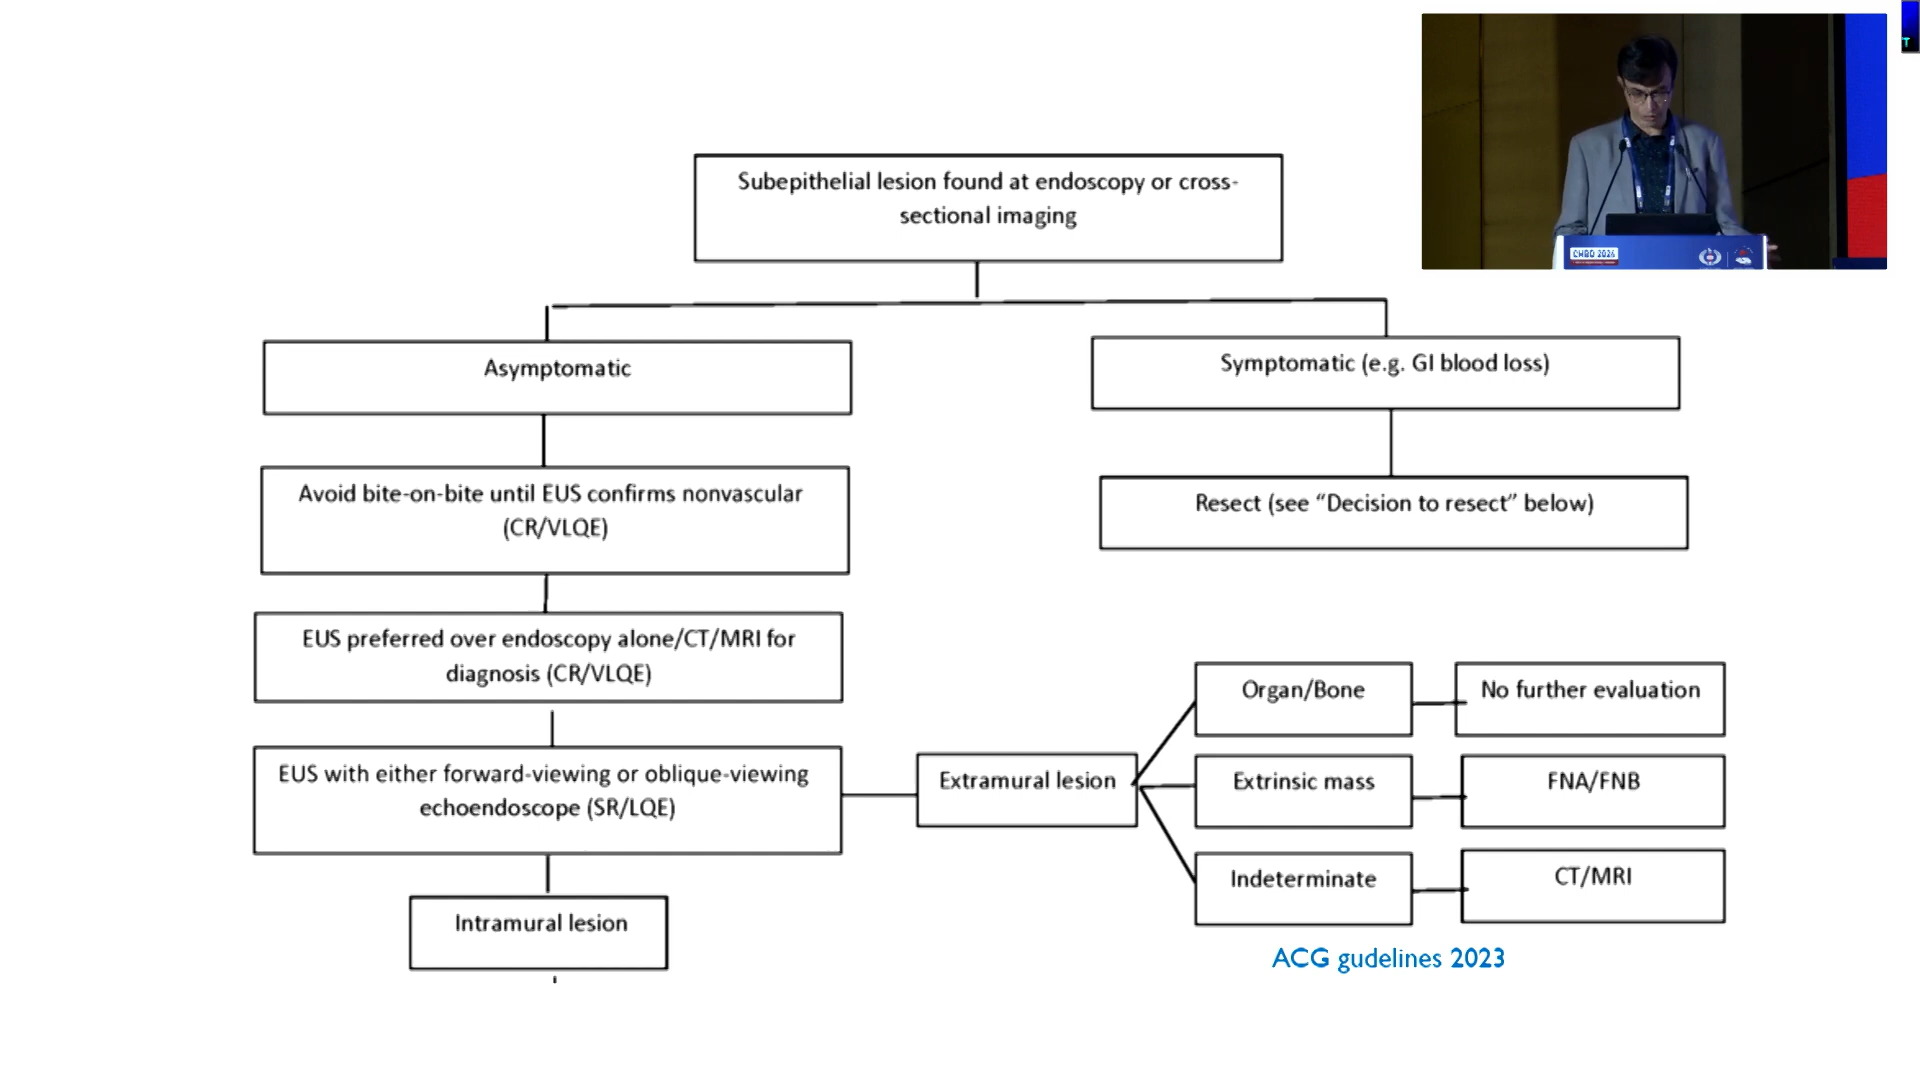 Subepithelial lesion found at endoscopy or cross-
sectional imaging
Asymptomatic
Symptomatic (e.g. GI blood loss)
Avoid bite-on-bite until EUS confirms nonvascular
(CR/VLQE)
Resect (see “Decision to resect” below)
EUS preferred over endoscopy alone/CT/MRI for
diagnosis (CR/VLQE)
EUS with either forward-viewing or oblique-viewing
echoendoscope (SR/LQE)
Intramural lesion
Extramural lesion
Organ/Bone
No further evaluation
Extrinsic mass
FNA/FNB
Indeterminate
CT/MRI
ACG gudelines 2023
T